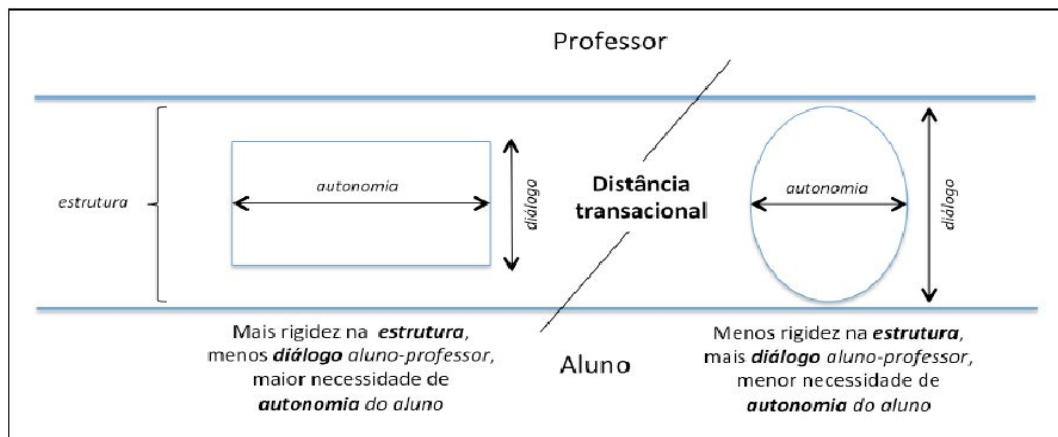 Professor
estrutura
autonomia
diálogo
Distância
transacional
autonomia
diálogo
Mais rigidez na estrutura,
menos diálogo aluno-professor,
maior necessidade de
autonomia do aluno
Aluno
Menos rigidez na estrutura,
mais diálogo aluno-professor,
menor necessidade de
autonomia do aluno